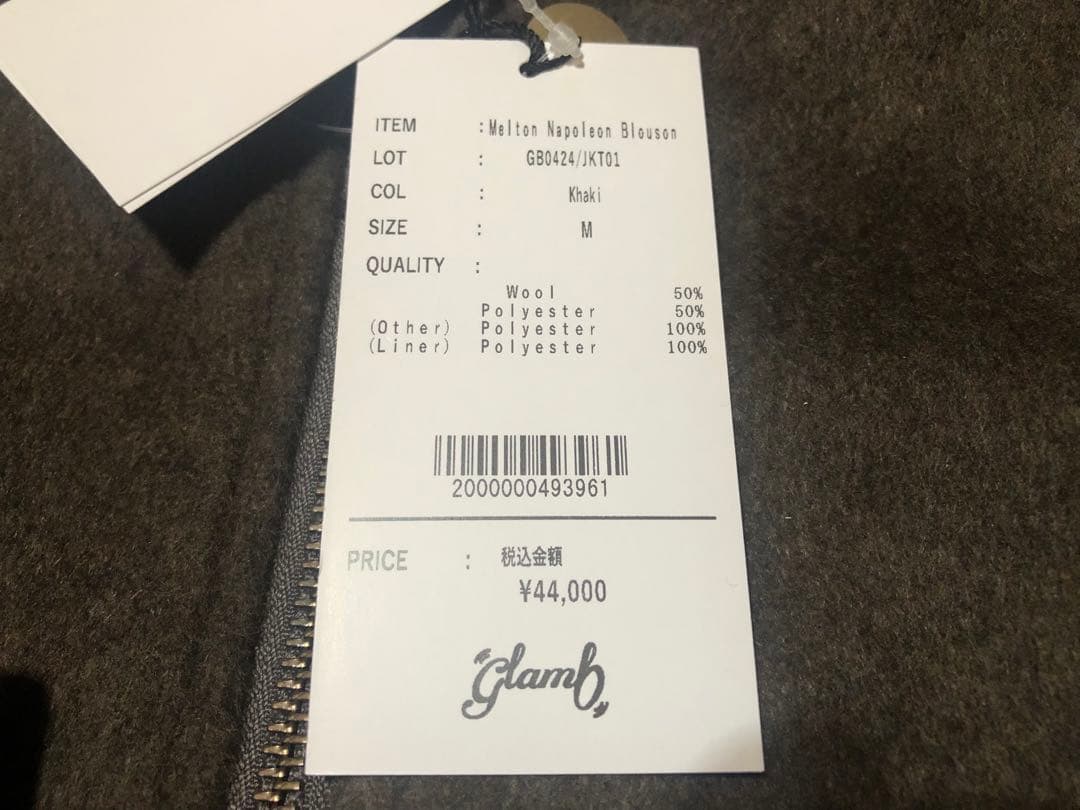 ITEM : Melton Napoleon Blouson
LOT : GB0424/JKT01
COL : Khaki
SIZE : M
QUALITY :
Wool 50%
Polyester 50%
(Other) Polyester 100%
(Liner) Polyester 100%
2000000493961
PRICE : 税込金額
¥44,000
glamb